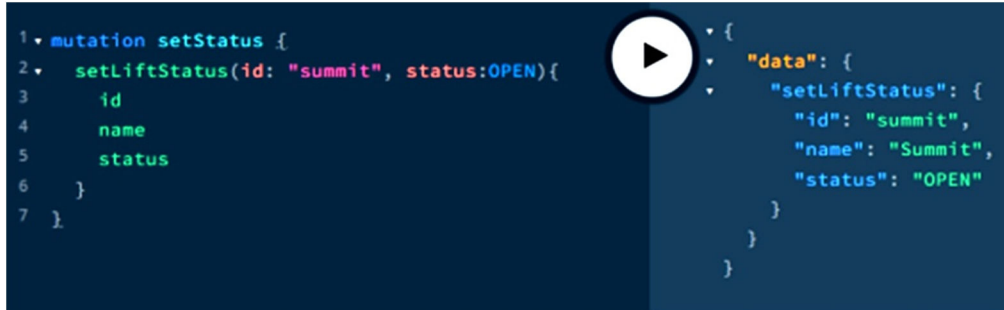 1 mutation setStatus {
2 setLiftStatus(id: "summit", status:OPEN){
3 id
4 name
5 status
6 }
7 }
{
"data": {
"setLiftStatus": {
"id": "summit",
"name": "Summit",
"status": "OPEN"
}
}
}